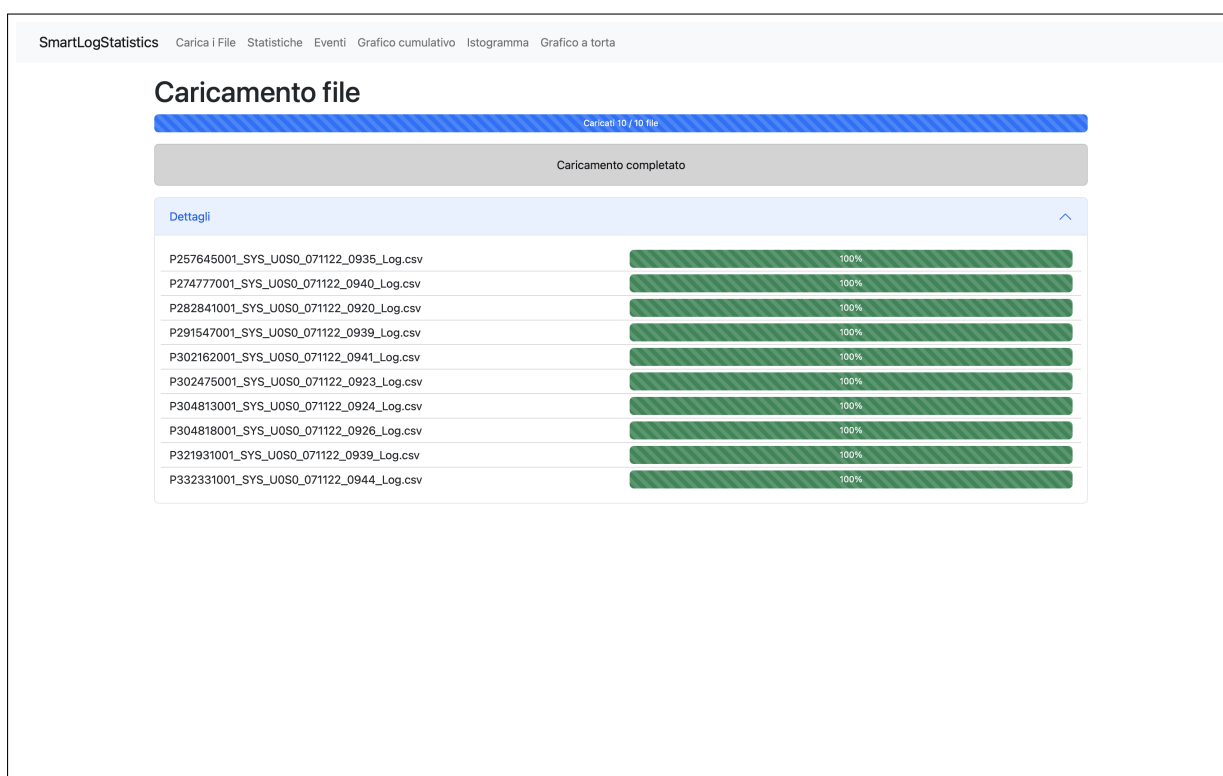 SmartLogStatistics Carica i File Statistiche Eventi Grafico cumulativo Istogramma Grafico a torta
Caricamento file
Caricati 10 / 10 file
Caricamento completato
Dettagli
P257645001_SYS_U0S0_071122_0935_Log.csv 100%
P274777001_SYS_U0S0_071122_0940_Log.csv 100%
P282841001_SYS_U0S0_071122_0920_Log.csv 100%
P291547001_SYS_U0S0_071122_0939_Log.csv 100%
P302162001_SYS_U0S0_071122_0941_Log.csv 100%
P302475001_SYS_U0S0_071122_0923_Log.csv 100%
P304813001_SYS_U0S0_071122_0924_Log.csv 100%
P304818001_SYS_U0S0_071122_0926_Log.csv 100%
P321931001_SYS_U0S0_071122_0939_Log.csv 100%
P332331001_SYS_U0S0_071122_0944_Log.csv 100%